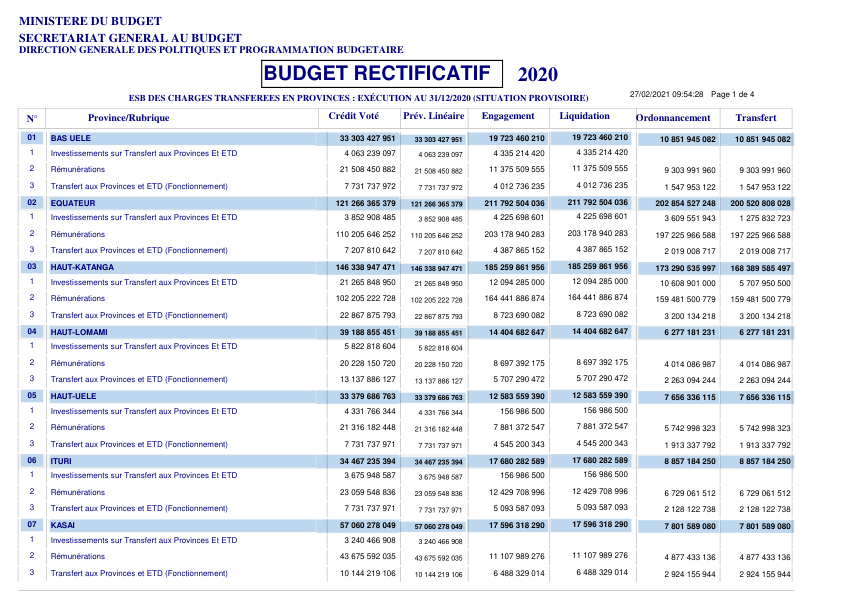 MINISTERE DU BUDGET
SECRETARIAT GENERAL AU BUDGET
DIRECTION GENERALE DES POLITIQUES ET PROGRAMMATION BUDGETAIRE
BUDGET RECTIFICATIF 2020
ESB DES CHARGES TRANSFEREES EN PROVINCES : EXÉCUTION AU 31/12/2020 (SITUATION PROVISOIRE) 27/02/2021 09:54:28 Page 1 de 4
N° Province/Rubrique Crédit Voté Prév. Linéaire Engagement Liquidation Ordonnancement Transfert
01 BAS UELE 33 303 427 951 33 303 427 951 19 723 460 210 19 723 460 210 10 851 945 082 10 851 945 082
1 Investissements sur Transfert aux Provinces Et ETD 4 063 239 097 4 063 239 097 4 335 214 420 4 335 214 420
2 Rémunérations 21 508 450 882 21 508 450 882 11 375 509 555 11 375 509 555 9 303 991 960 9 303 991 960
3 Transfert aux Provinces et ETD (Fonctionnement) 7 731 737 972 7 731 737 972 4 012 736 235 4 012 736 235 1 547 953 122 1 547 953 122
02 EQUATEUR 121 266 365 379 121 266 365 379 211 792 504 036 211 792 504 036 202 854 527 248 200 520 808 028
1 Investissements sur Transfert aux Provinces Et ETD 3 852 908 485 3 852 908 485 4 225 698 601 4 225 698 601 3 609 551 943 1 275 832 723
2 Rémunérations 110 205 646 252 110 205 646 252 203 178 940 283 203 178 940 283 197 225 966 588 197 225 966 588
3 Transfert aux Provinces et ETD (Fonctionnement) 7 207 810 642 7 207 810 642 4 387 865 152 4 387 865 152 2 019 008 717 2 019 008 717
03 HAUT-KATANGA 146 338 947 471 146 338 947 471 185 259 861 956 185 259 861 956 173 290 535 997 168 389 585 497
1 Investissements sur Transfert aux Provinces Et ETD 21 265 848 950 21 265 848 950 12 094 285 000 12 094 285 000 10 608 901 000 5 707 950 500
2 Rémunérations 102 205 222 728 102 205 222 728 164 441 886 874 164 441 886 874 159 481 500 779 159 481 500 779
3 Transfert aux Provinces et ETD (Fonctionnement) 22 867 875 793 22 867 875 793 8 723 690 082 8 723 690 082 3 200 134 218 3 200 134 218
04 HAUT-LOMAMI 39 188 855 451 39 188 855 451 14 404 682 647 14 404 682 647 6 277 181 231 6 277 181 231
1 Investissements sur Transfert aux Provinces Et ETD 5 822 818 604 5 822 818 604
2 Rémunérations 20 228 150 720 20 228 150 720 8 697 392 175 8 697 392 175 4 014 086 987 4 014 086 987
3 Transfert aux Provinces et ETD (Fonctionnement) 13 137 886 127 13 137 886 127 5 707 290 472 5 707 290 472 2 263 094 244 2 263 094 244
05 HAUT-UELE 33 379 686 763 33 379 686 763 12 583 559 390 12 583 559 390 7 656 336 115 7 656 336 115
1 Investissements sur Transfert aux Provinces Et ETD 4 331 766 344 4 331 766 344 156 986 500 156 986 500
2 Rémunérations 21 316 182 448 21 316 182 448 7 881 372 547 7 881 372 547 5 742 998 323 5 742 998 323
3 Transfert aux Provinces et ETD (Fonctionnement) 7 731 737 971 7 731 737 971 4 545 200 343 4 545 200 343 1 913 337 792 1 913 337 792
06 ITURI 34 467 235 394 34 467 235 394 17 680 282 589 17 680 282 589 8 857 184 250 8 857 184 250
1 Investissements sur Transfert aux Provinces Et ETD 3 675 948 587 3 675 948 587 156 986 500 156 986 500
2 Rémunérations 23 059 548 836 23 059 548 836 12 429 708 996 12 429 708 996 6 729 061 512 6 729 061 512
3 Transfert aux Provinces et ETD (Fonctionnement) 7 731 737 971 7 731 737 971 5 093 587 093 5 093 587 093 2 128 122 738 2 128 122 738
07 KASAI 57 060 278 049 57 060 278 049 17 596 318 290 17 596 318 290 7 801 589 080 7 801 589 080
1 Investissements sur Transfert aux Provinces Et ETD 3 240 466 908 3 240 466 908
2 Rémunérations 43 675 592 035 43 675 592 035 11 107 989 276 11 107 989 276 4 877 433 136 4 877 433 136
3 Transfert aux Provinces et ETD (Fonctionnement) 10 144 219 106 10 144 219 106 6 488 329 014 6 488 329 014 2 924 155 944 2 924 155 944